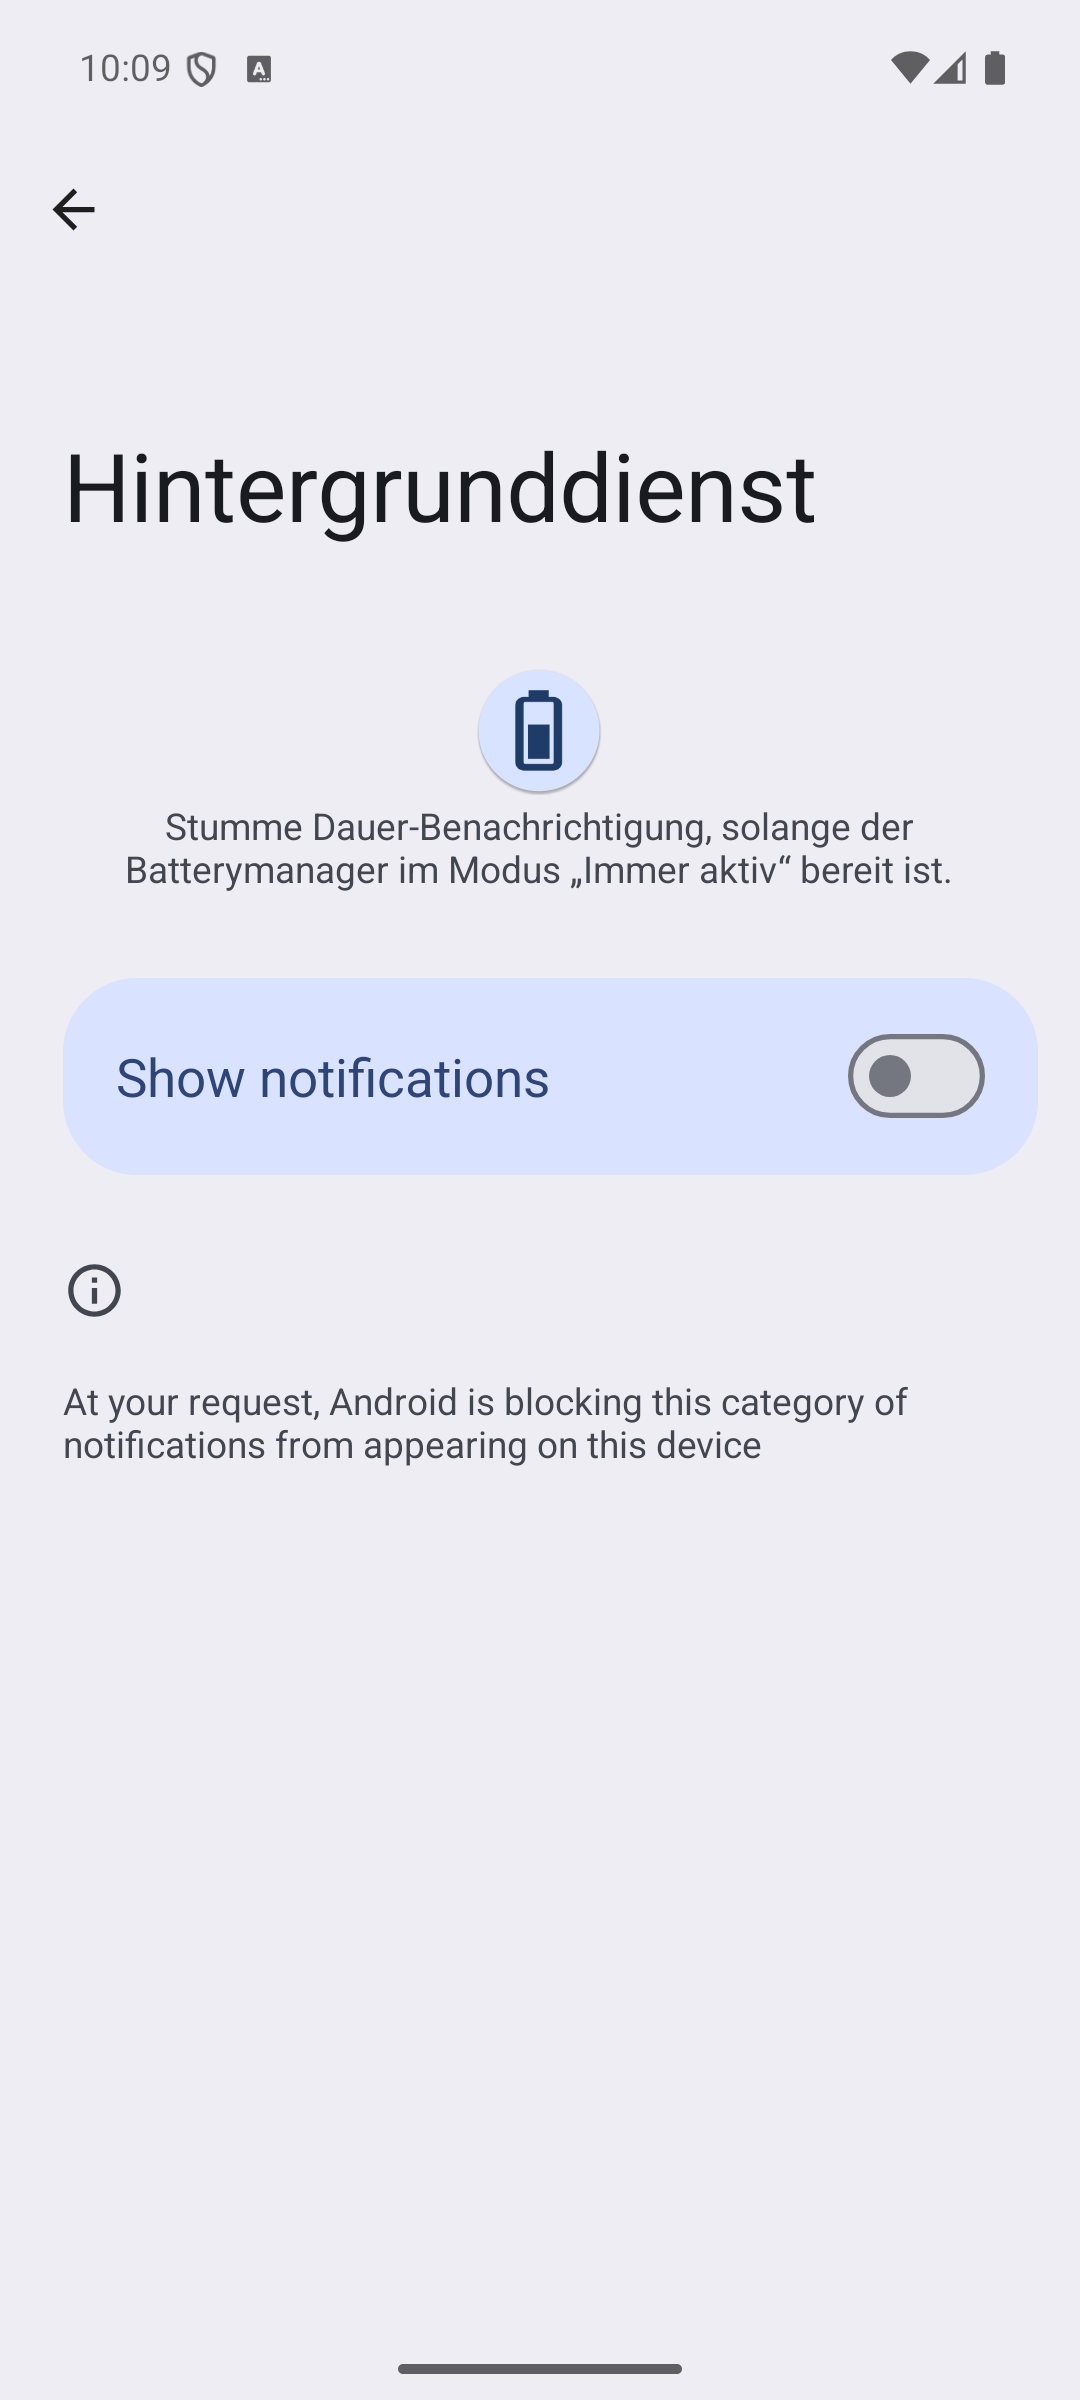 10:09
Hintergrunddienst
Stumme Dauer-Benachrichtigung, solange der
Batterymanager im Modus „Immer aktiv“ bereit ist.
Show notifications
At your request, Android is blocking this category of
notifications from appearing on this device